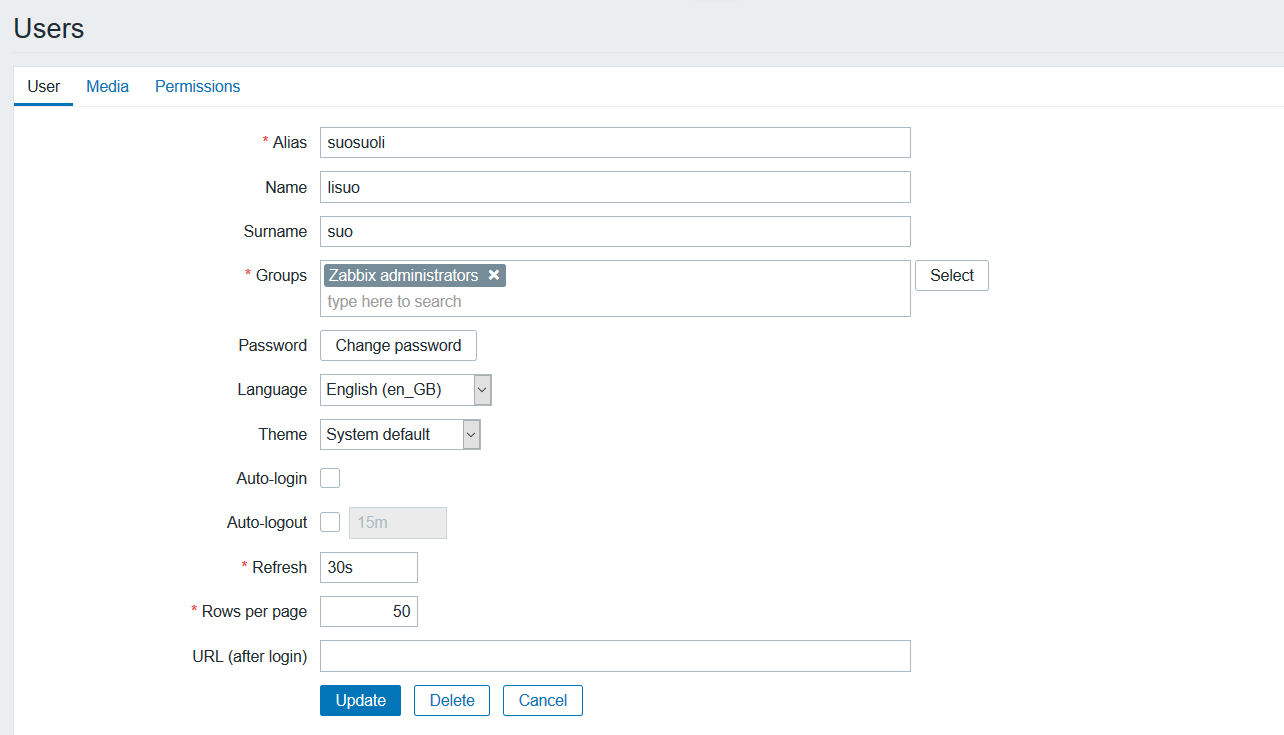 Users
User Media Permissions
* Alias suosuoli
Name lisuo
Surname suo
* Groups Zabbix administrators ✖ Select
type here to search
Password Change password
Language English (en_GB)
Theme System default
Auto-login
Auto-logout 15m
* Refresh 30s
* Rows per page 50
URL (after login)
Update Delete Cancel